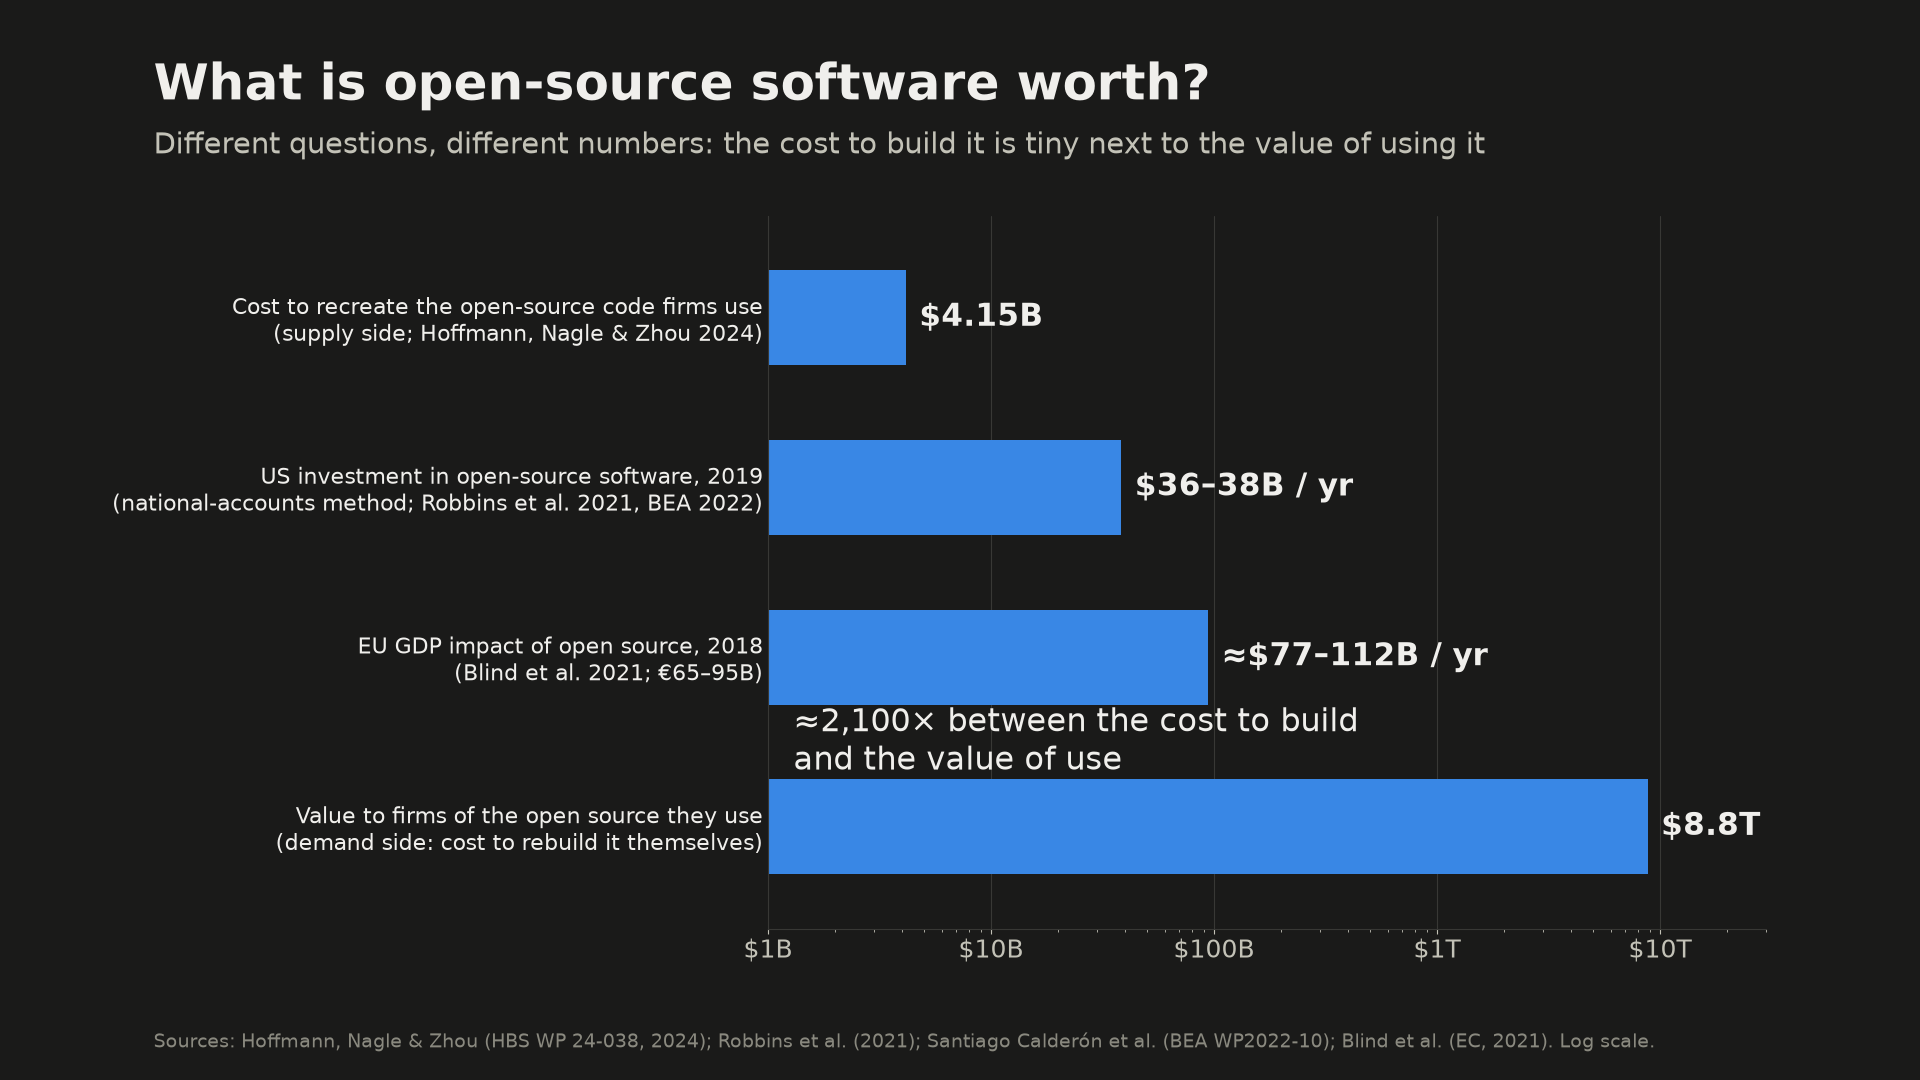 What is open-source software worth?
Different questions, different numbers: the cost to build it is tiny next to the value of using it
Cost to recreate the open-source code firms use
(supply side; Hoffmann, Nagle & Zhou 2024)
$4.15B
US investment in open-source software, 2019
(national-accounts method; Robbins et al. 2021, BEA 2022)
$36–38B / yr
EU GDP impact of open source, 2018
(Blind et al. 2021; €65–95B)
≈$77–112B / yr
≈2,100× between the cost to build
and the value of use
Value to firms of the open source they use
(demand side: cost to rebuild it themselves)
$8.8T
$1B $10B $100B $1T $10T
Sources: Hoffmann, Nagle & Zhou (HBS WP 24-038, 2024); Robbins et al. (2021); Santiago Calderón et al. (BEA WP2022-10); Blind et al. (EC, 2021). Log scale.